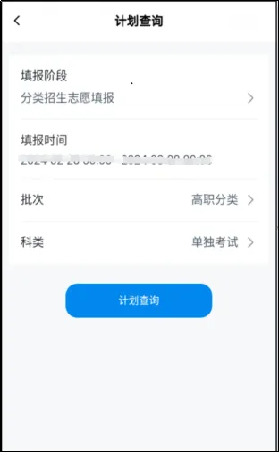 计划查询
填报阶段
分类招生志愿填报
填报时间
批次
高职分类
科类
单独考试
计划查询